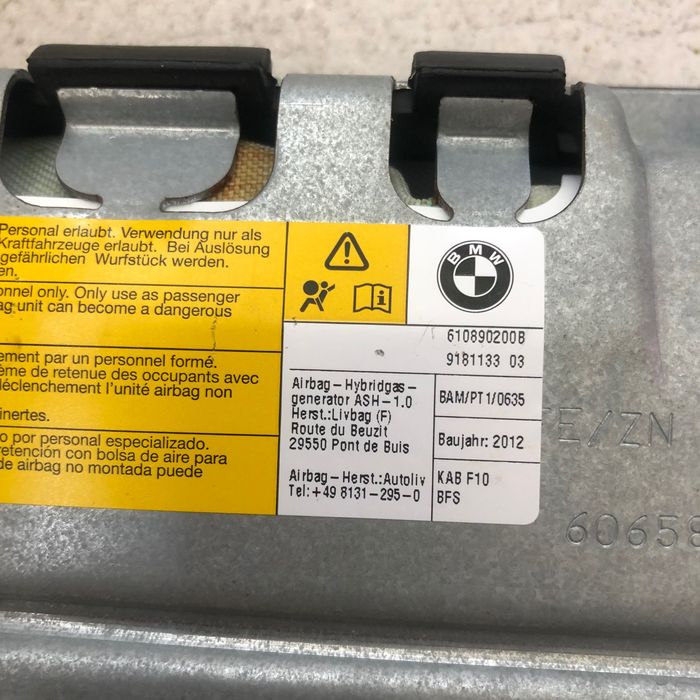 Personal erlaubt. Verwendung nur als
Kraftfahrzeuge erlaubt. Bei Auslösung
gefährlichen Wurfstück werden.
en.
onnel only. Only use as passenger
ag unit can become a dangerous
ement par un personnel formé.
ème de retenue des occupants avec
déclenchement l'unité airbag non
inertes.
o por personal especializado.
retención con bolsa de aire para
de airbag no montada puede
BMW
610890200B
9181133 03
Airbag-Hybridgas-
generator ASH-1.0
Herst.:Livbag (F)
Route du Beuzit
29550 Pont de Buis
Airbag-Herst.:Autoliv
Tel:+49 8131-295-0
BAM/PT1/0635
Baujahr: 2012
KAB F10
BFS
E/ZN
60658